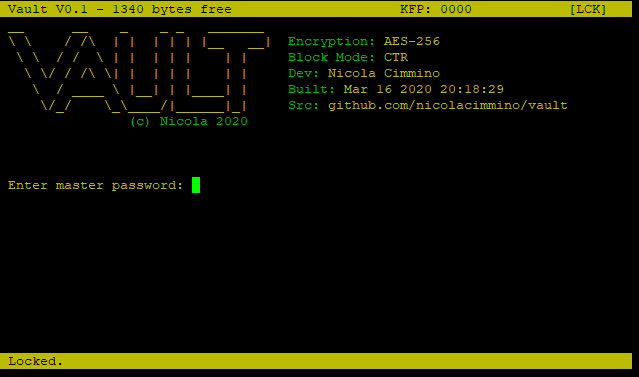 Vault V0.1 - 1340 bytes free KFP: 0000 [LCK]
VAULT
Encryption: AES-256
Block Mode: CTR
Dev: Nicola Cimmino
Built: Mar 16 2020 20:18:29
Src: github.com/nicolacimmino/vault
(c) Nicola 2020
Enter master password:
Locked.